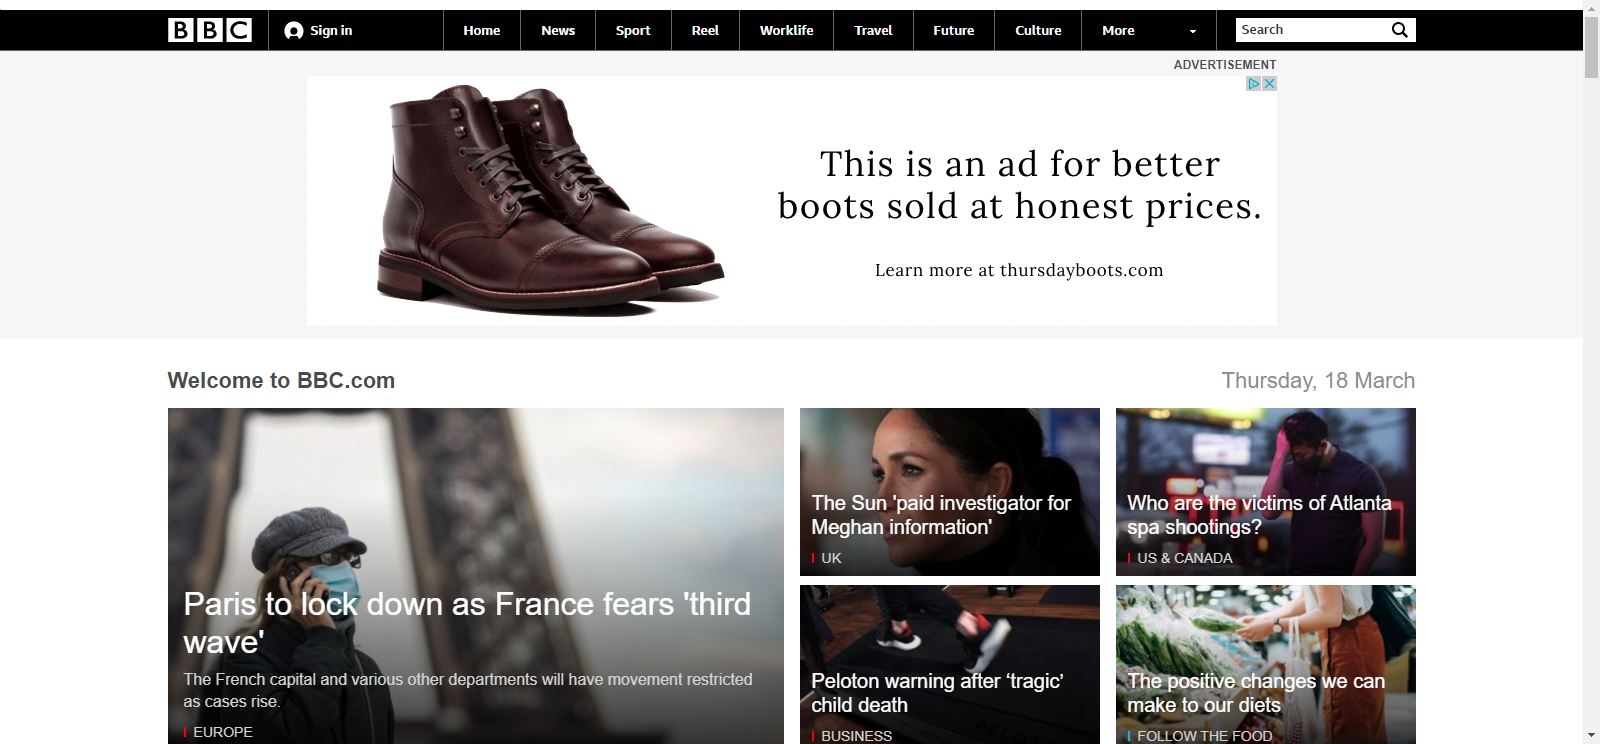 BBC
Sign in
Home
News
Sport
Reel
Worklife
Travel
Future
Culture
More
Search
ADVERTISEMENT
This is an ad for better
boots sold at honest prices.
Learn more at thursdayboots.com
Welcome to BBC.com
Thursday, 18 March
Paris to lock down as France fears 'third
wave'
The French capital and various other departments will have movement restricted
as cases rise.
EUROPE
The Sun 'paid investigator for
Meghan information'
UK
Who are the victims of Atlanta
spa shootings?
US & CANADA
Peloton warning after ‘tragic’
child death
BUSINESS
The positive changes we can
make to our diets
FOLLOW THE FOOD